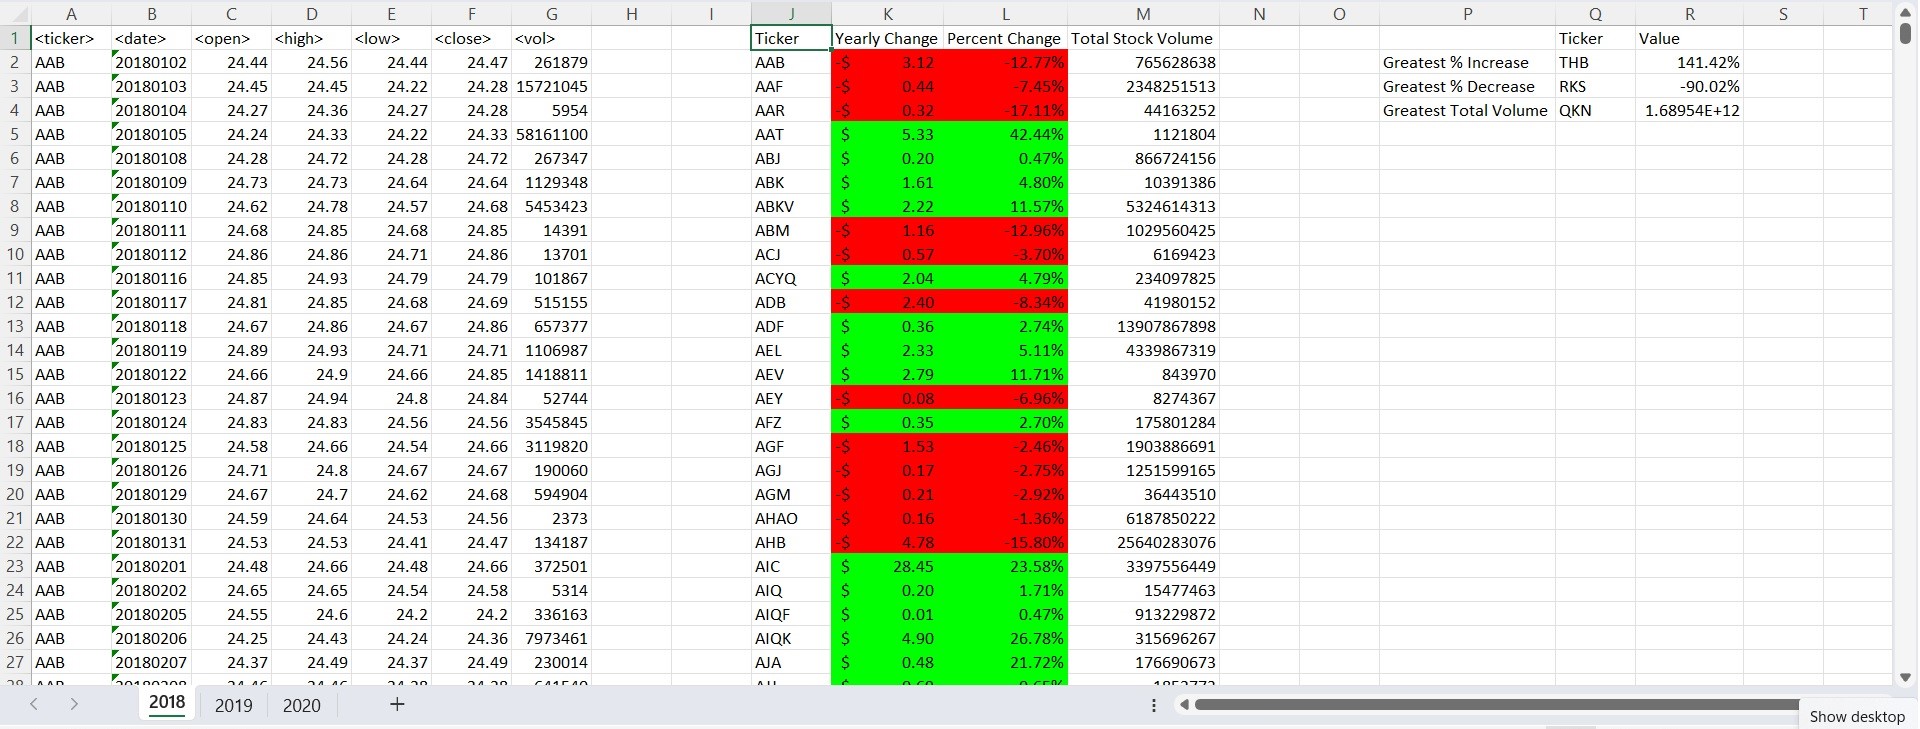 A B C D E F G H I J K L M N O P Q R S T
1 <ticker> <date> <open> <high> <low> <close> <vol> Ticker Yearly Change Percent Change Total Stock Volume Ticker Value
2 AAB 20180102 24.44 24.56 24.44 24.47 261879 AAB -$ 3.12 -12.77% 765628638 Greatest % Increase THB 141.42%
3 AAB 20180103 24.45 24.45 24.22 24.28 15721045 AAF -$ 0.44 -7.45% 2348251513 Greatest % Decrease RKS -90.02%
4 AAB 20180104 24.27 24.36 24.27 24.28 5954 AAR -$ 0.32 -17.11% 44163252 Greatest Total Volume QKN 1.68954E+12
5 AAB 20180105 24.24 24.33 24.22 24.33 58161100 AAT $ 5.33 42.44% 1121804
6 AAB 20180108 24.28 24.72 24.28 24.72 267347 ABJ $ 0.20 0.47% 866724156
7 AAB 20180109 24.73 24.73 24.64 24.64 1129348 ABK $ 1.61 4.80% 10391386
8 AAB 20180110 24.62 24.78 24.57 24.68 5453423 ABKV $ 2.22 11.57% 5324614313
9 AAB 20180111 24.68 24.85 24.68 24.85 14391 ABM -$ 1.16 -12.96% 1029560425
10 AAB 20180112 24.86 24.86 24.71 24.86 13701 ACJ -$ 0.57 -3.70% 6169423
11 AAB 20180116 24.85 24.93 24.79 24.79 101867 ACYQ $ 2.04 4.79% 234097825
12 AAB 20180117 24.81 24.85 24.68 24.69 515155 ADB -$ 2.40 -8.34% 41980152
13 AAB 20180118 24.67 24.86 24.67 24.86 657377 ADF $ 0.36 2.74% 13907867898
14 AAB 20180119 24.89 24.93 24.71 24.71 1106987 AEL $ 2.33 5.11% 4339867319
15 AAB 20180122 24.66 24.9 24.66 24.85 1418811 AEV $ 2.79 11.71% 843970
16 AAB 20180123 24.87 24.94 24.8 24.84 52744 AEY -$ 0.08 -6.96% 8274367
17 AAB 20180124 24.83 24.83 24.56 24.56 3545845 AFZ $ 0.35 2.70% 175801284
18 AAB 20180125 24.58 24.66 24.54 24.66 3119820 AGF -$ 1.53 -2.46% 1903886691
19 AAB 20180126 24.71 24.8 24.67 24.67 190060 AGJ -$ 0.17 -2.75% 1251599165
20 AAB 20180129 24.67 24.7 24.62 24.68 594904 AGM -$ 0.21 -2.92% 36443510
21 AAB 20180130 24.59 24.64 24.53 24.56 2373 AHAO -$ 0.16 -1.36% 6187850222
22 AAB 20180131 24.53 24.53 24.41 24.47 134187 AHB -$ 4.78 -15.80% 25640283076
23 AAB 20180201 24.48 24.66 24.48 24.66 372501 AIC $ 28.45 23.58% 3397556449
24 AAB 20180202 24.65 24.65 24.54 24.58 5314 AIQ $ 0.20 1.71% 15477463
25 AAB 20180205 24.55 24.6 24.2 24.2 336163 AIQF $ 0.01 0.47% 913229872
26 AAB 20180206 24.25 24.43 24.24 24.36 7973461 AIQK $ 4.90 26.78% 315696267
27 AAB 20180207 24.37 24.49 24.37 24.49 230014 AJA $ 0.48 21.72% 176690673
2018 2019 2020
Show desktop